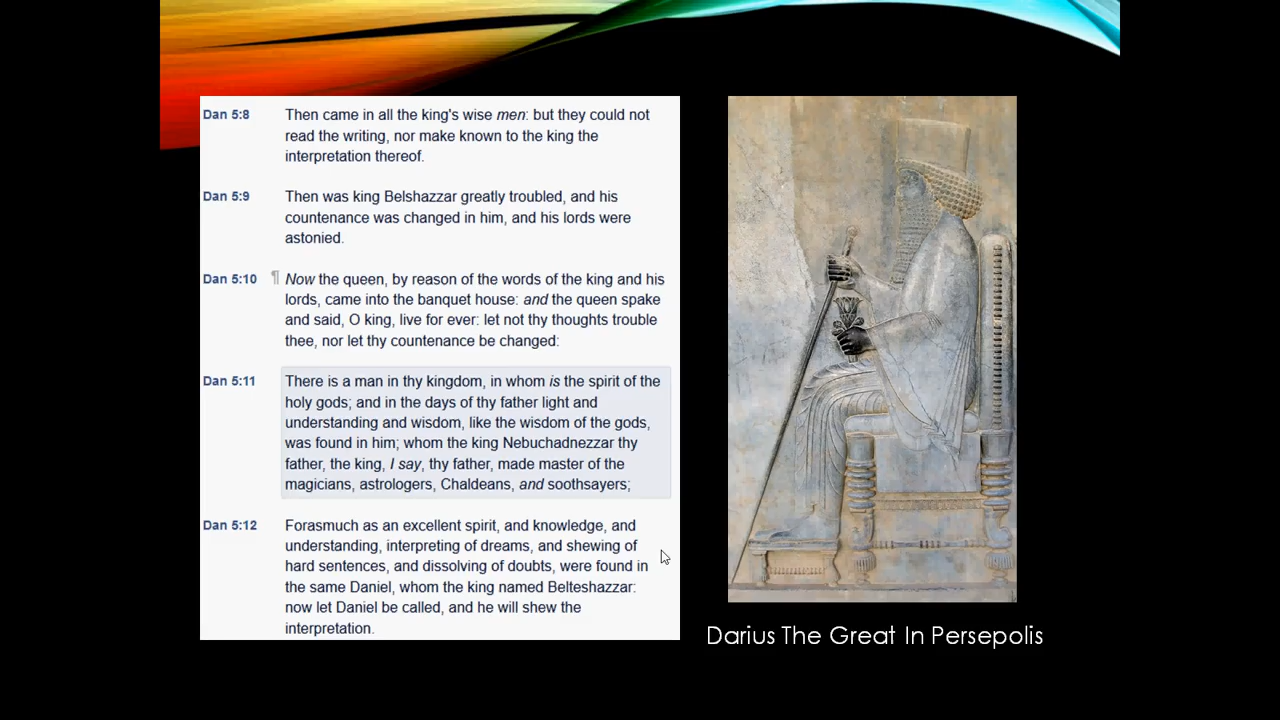 Dan 5:8 Then came in all the king's wise men: but they could not
read the writing, nor make known to the king the
interpretation thereof.
Dan 5:9 Then was king Belshazzar greatly troubled, and his
countenance was changed in him, and his lords were
astonied.
Dan 5:10 ¶ Now the queen, by reason of the words of the king and his
lords, came into the banquet house: and the queen spake
and said, O king, live for ever: let not thy thoughts trouble
thee, nor let thy countenance be changed:
Dan 5:11 There is a man in thy kingdom, in whom is the spirit of the
holy gods; and in the days of thy father light and
understanding and wisdom, like the wisdom of the gods,
was found in him; whom the king Nebuchadnezzar thy
father, the king, I say, thy father, made master of the
magicians, astrologers, Chaldeans, and soothsayers;
Dan 5:12 Forasmuch as an excellent spirit, and knowledge, and
understanding, interpreting of dreams, and shewing of
hard sentences, and dissolving of doubts, were found in
the same Daniel, whom the king named Belteshazzar:
now let Daniel be called, and he will shew the
interpretation.
Darius The Great In Persepolis